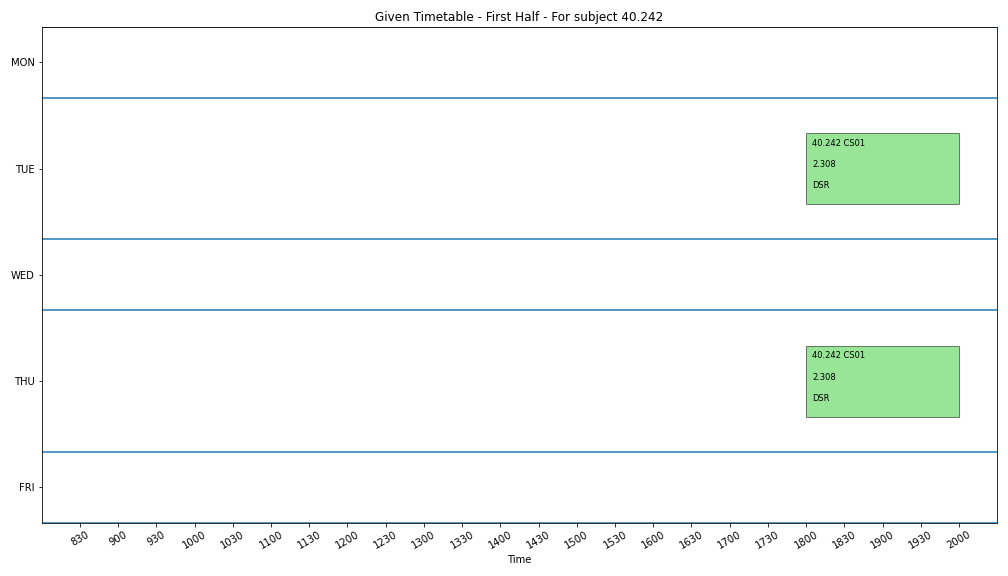 Given Timetable - First Half - For subject 40.242
MON
TUE
40.242 CS01
2.308
DSR
WED
THU
40.242 CS01
2.308
DSR
FRI
830 900 930 1000 1030 1100 1130 1200 1230 1300 1330 1400 1430 1500 1530 1600 1630 1700 1730 1800 1830 1900 1930 2000
Time